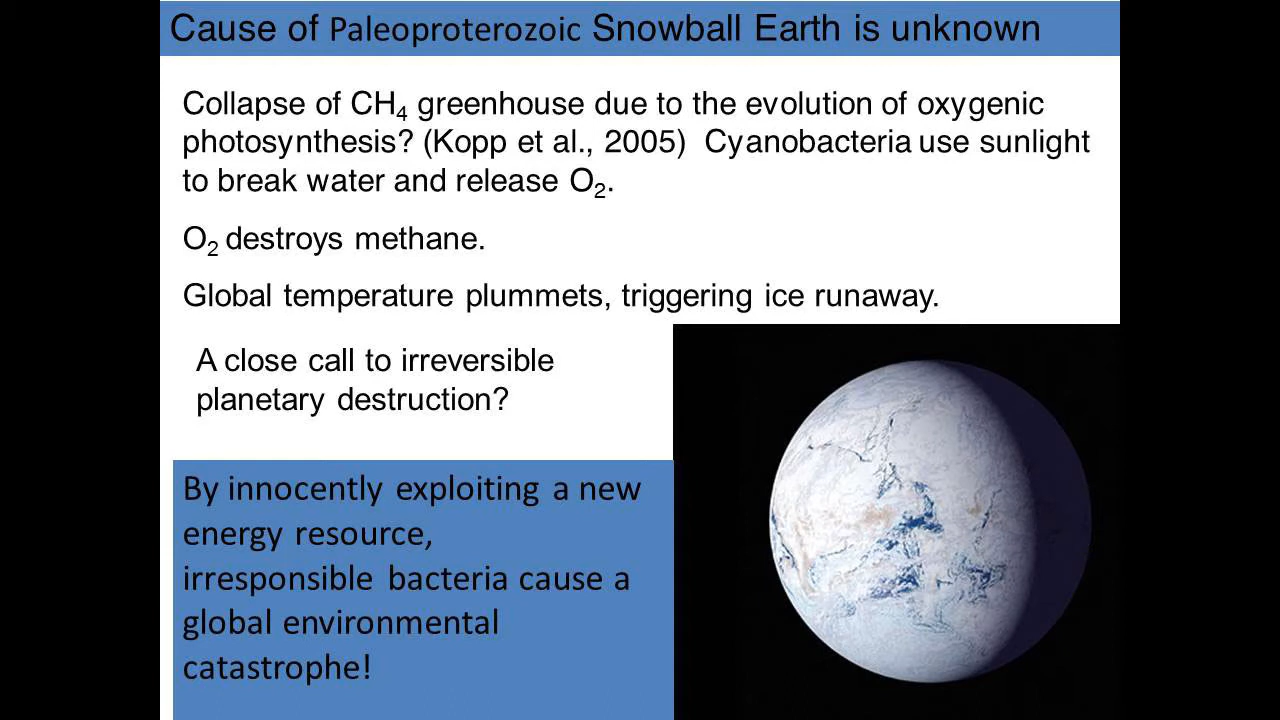 Cause of Paleoproterozoic Snowball Earth is unknown
Collapse of CH₄ greenhouse due to the evolution of oxygenic
photosynthesis? (Kopp et al., 2005)  Cyanobacteria use sunlight
to break water and release O₂.
O₂ destroys methane.
Global temperature plummets, triggering ice runaway.
A close call to irreversible
planetary destruction?
By innocently exploiting a new
energy resource,
irresponsible bacteria cause a
global environmental
catastrophe!